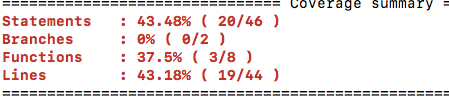 =============================== Coverage summary =
Statements   : 43.48% ( 20/46 )
Branches     : 0% ( 0/2 )
Functions    : 37.5% ( 3/8 )
Lines        : 43.18% ( 19/44 )
==================================================